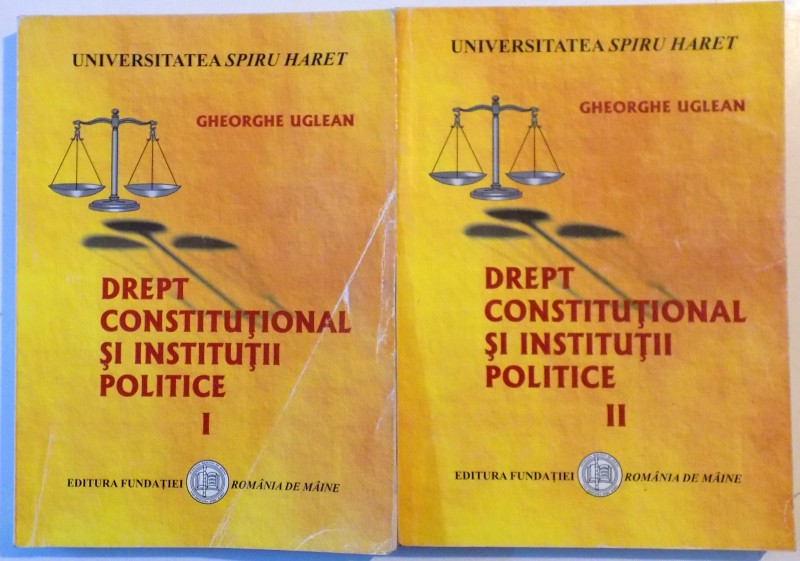 UNIVERSITATEA SPIRU HARET
GHEORGHE UGLEAN
DREPT
CONSTITUŢIONAL
ŞI INSTITUŢII
POLITICE
I
EDITURA FUNDAŢIEI ROMÂNIA DE MÂINE
UNIVERSITATEA SPIRU HARET
GHEORGHE UGLEAN
DREPT
CONSTITUŢIONAL
ŞI INSTITUŢII
POLITICE
II
EDITURA FUNDAŢIEI ROMÂNIA DE MÂINE